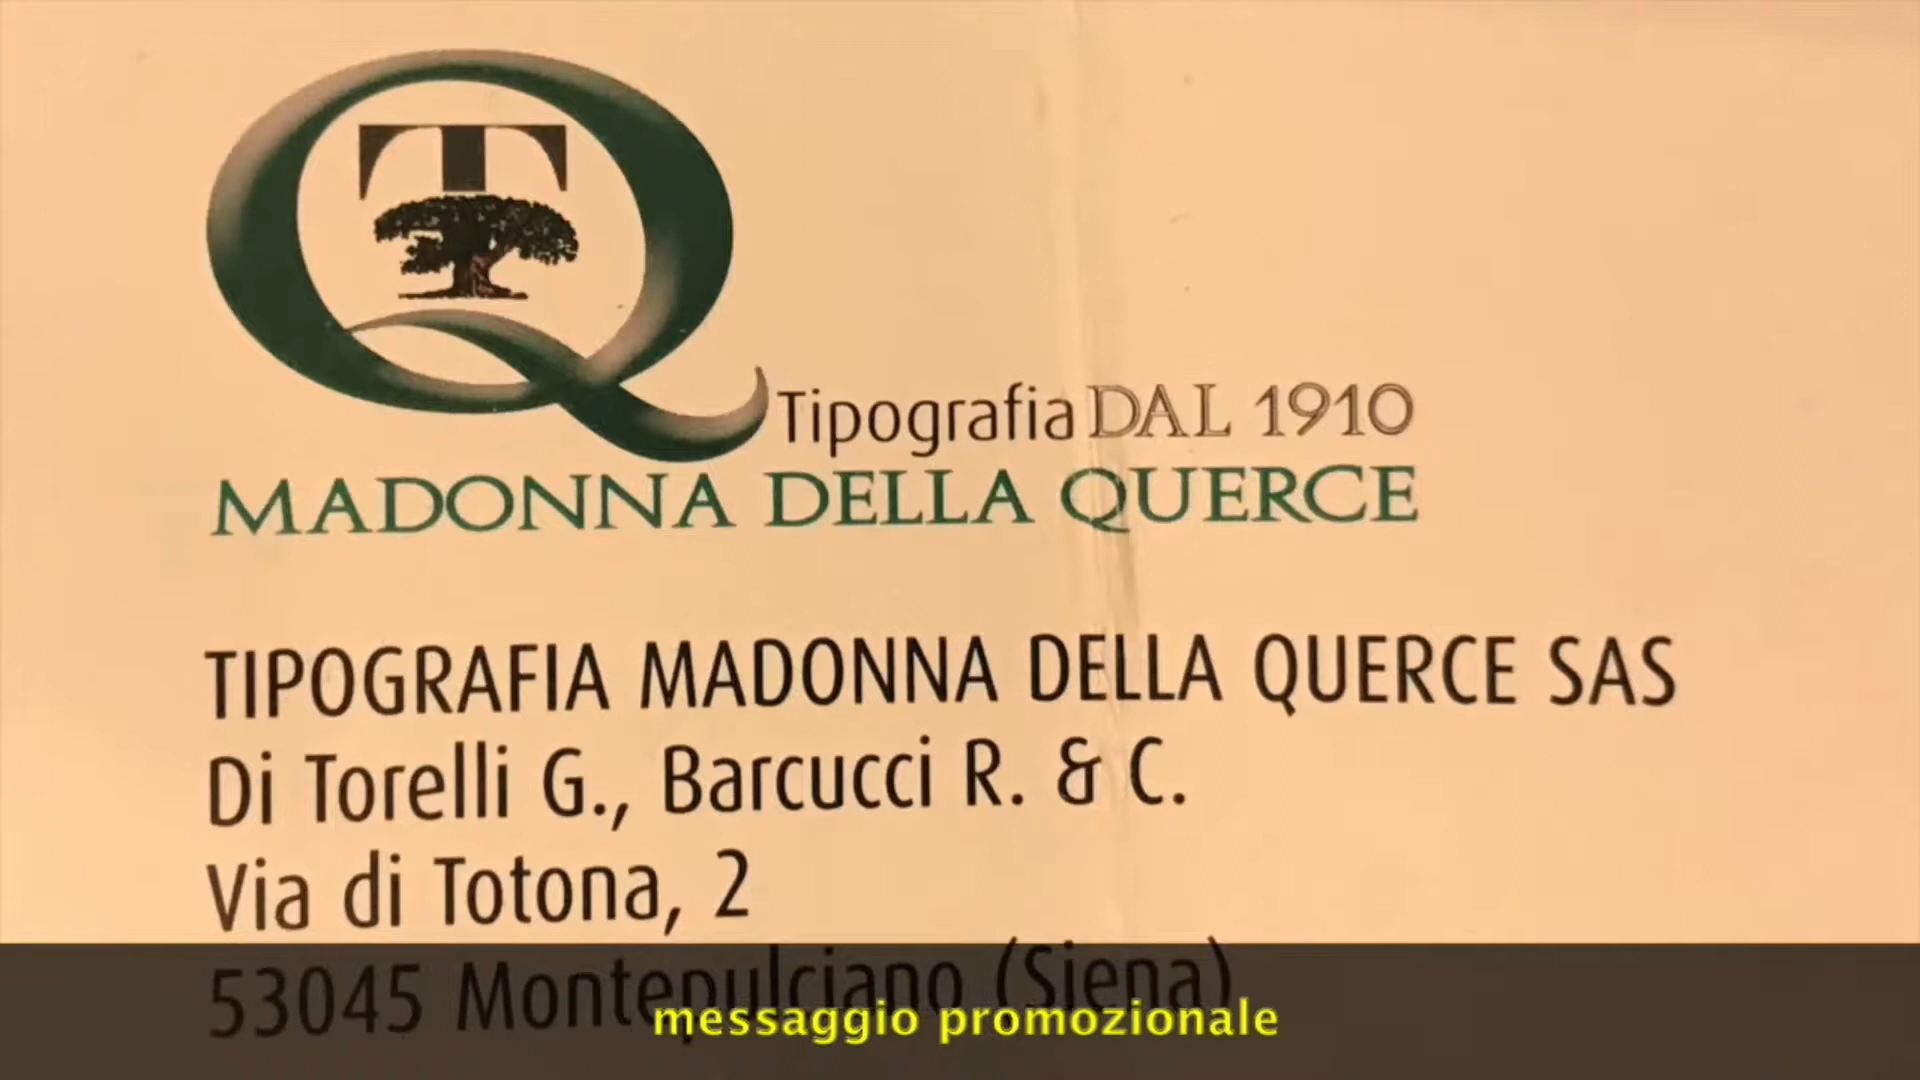 QT
Tipografia DAL 1910
MADONNA DELLA QUERCE
TIPOGRAFIA MADONNA DELLA QUERCE SAS
Di Torelli G., Barcucci R. & C.
Via di Totona, 2
53045 Montepulciano (Siena)
messaggio promozionale